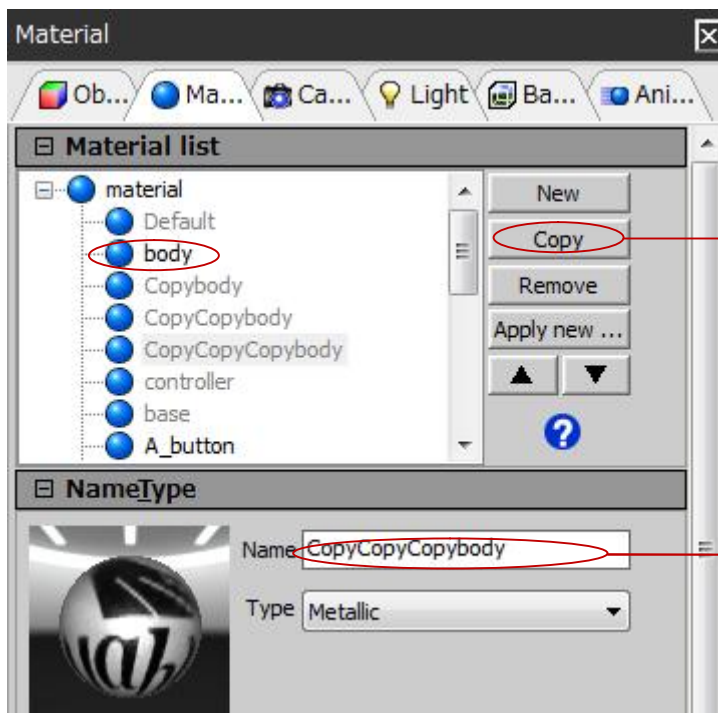 Material
Ob... Ma... Ca... Light Ba... Ani...
Material list
material
Default
body
Copybody
CopyCopybody
CopyCopyCopybody
controller
base
A_button
New
Copy
Remove
Apply new ...
NameType
Name CopyCopyCopybody
Type Metallic